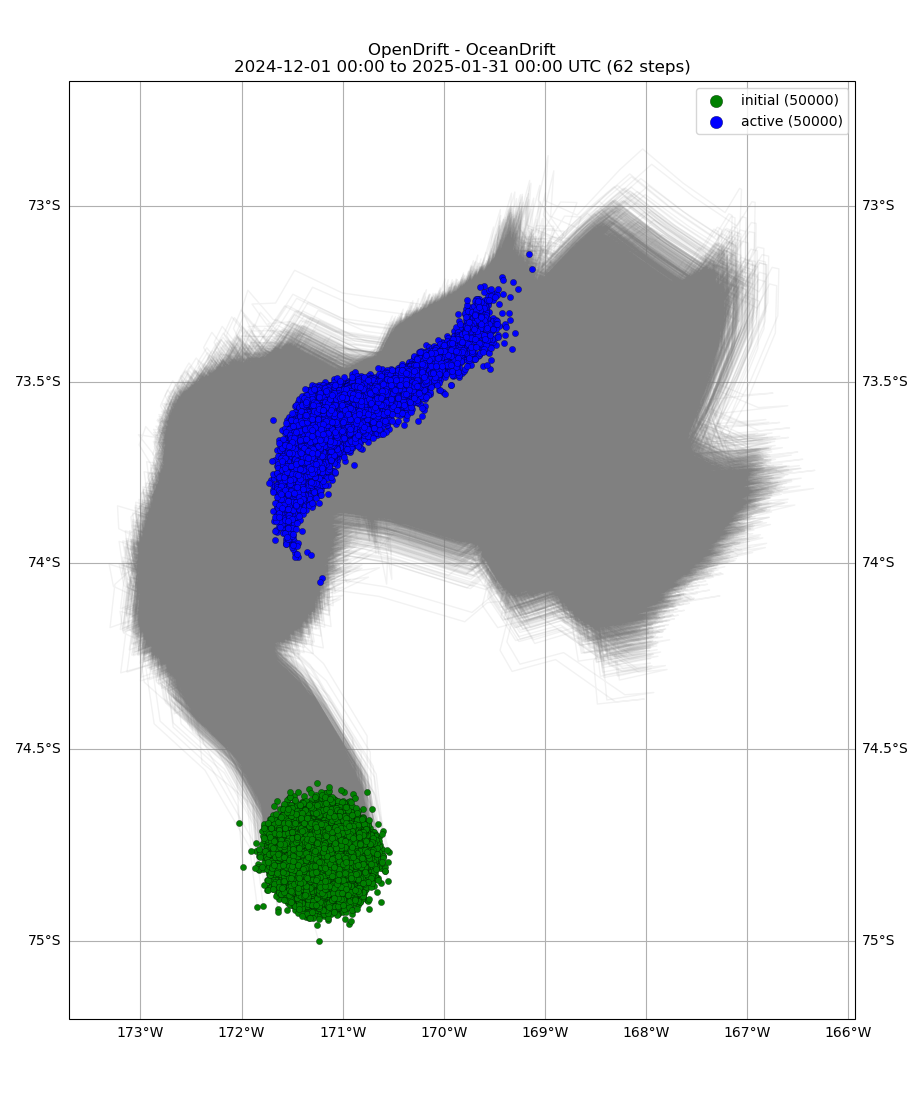 OpenDrift - OceanDrift
2024-12-01 00:00 to 2025-01-31 00:00 UTC (62 steps)
initial (50000)
active (50000)
73°S 73°S
73.5°S 73.5°S
74°S 74°S
74.5°S 74.5°S
75°S 75°S
173°W 172°W 171°W 170°W 169°W 168°W 167°W 166°W